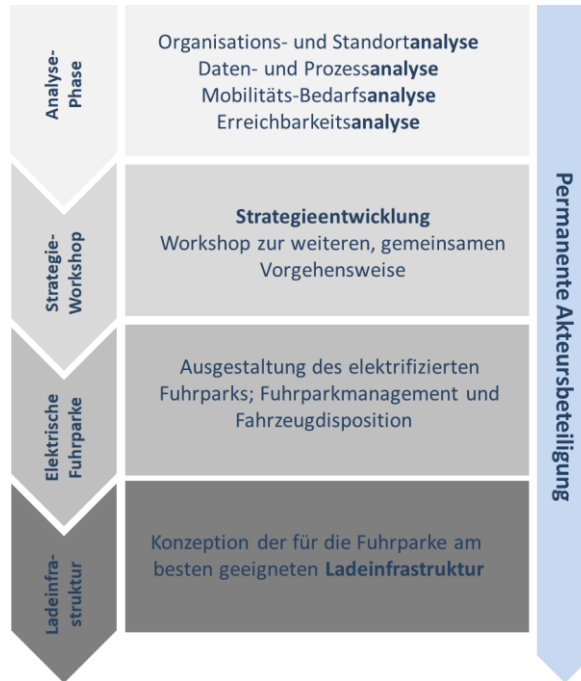 Analyse-
Phase
Organisations- und Standortanalyse
Daten- und Prozessanalyse
Mobilitäts-Bedarfsanalyse
Erreichbarkeitsanalyse
Strategie-
Workshop
Strategieentwicklung
Workshop zur weiteren, gemeinsamen
Vorgehensweise
Elektrische
Fuhrparke
Ausgestaltung des elektrifizierten
Fuhrparks; Fuhrparkmanagement und
Fahrzeugdisposition
Ladeinfra-
struktur
Konzeption der für die Fuhrparke am
besten geeigneten Ladeinfrastruktur
Permanente Akteursbeteiligung